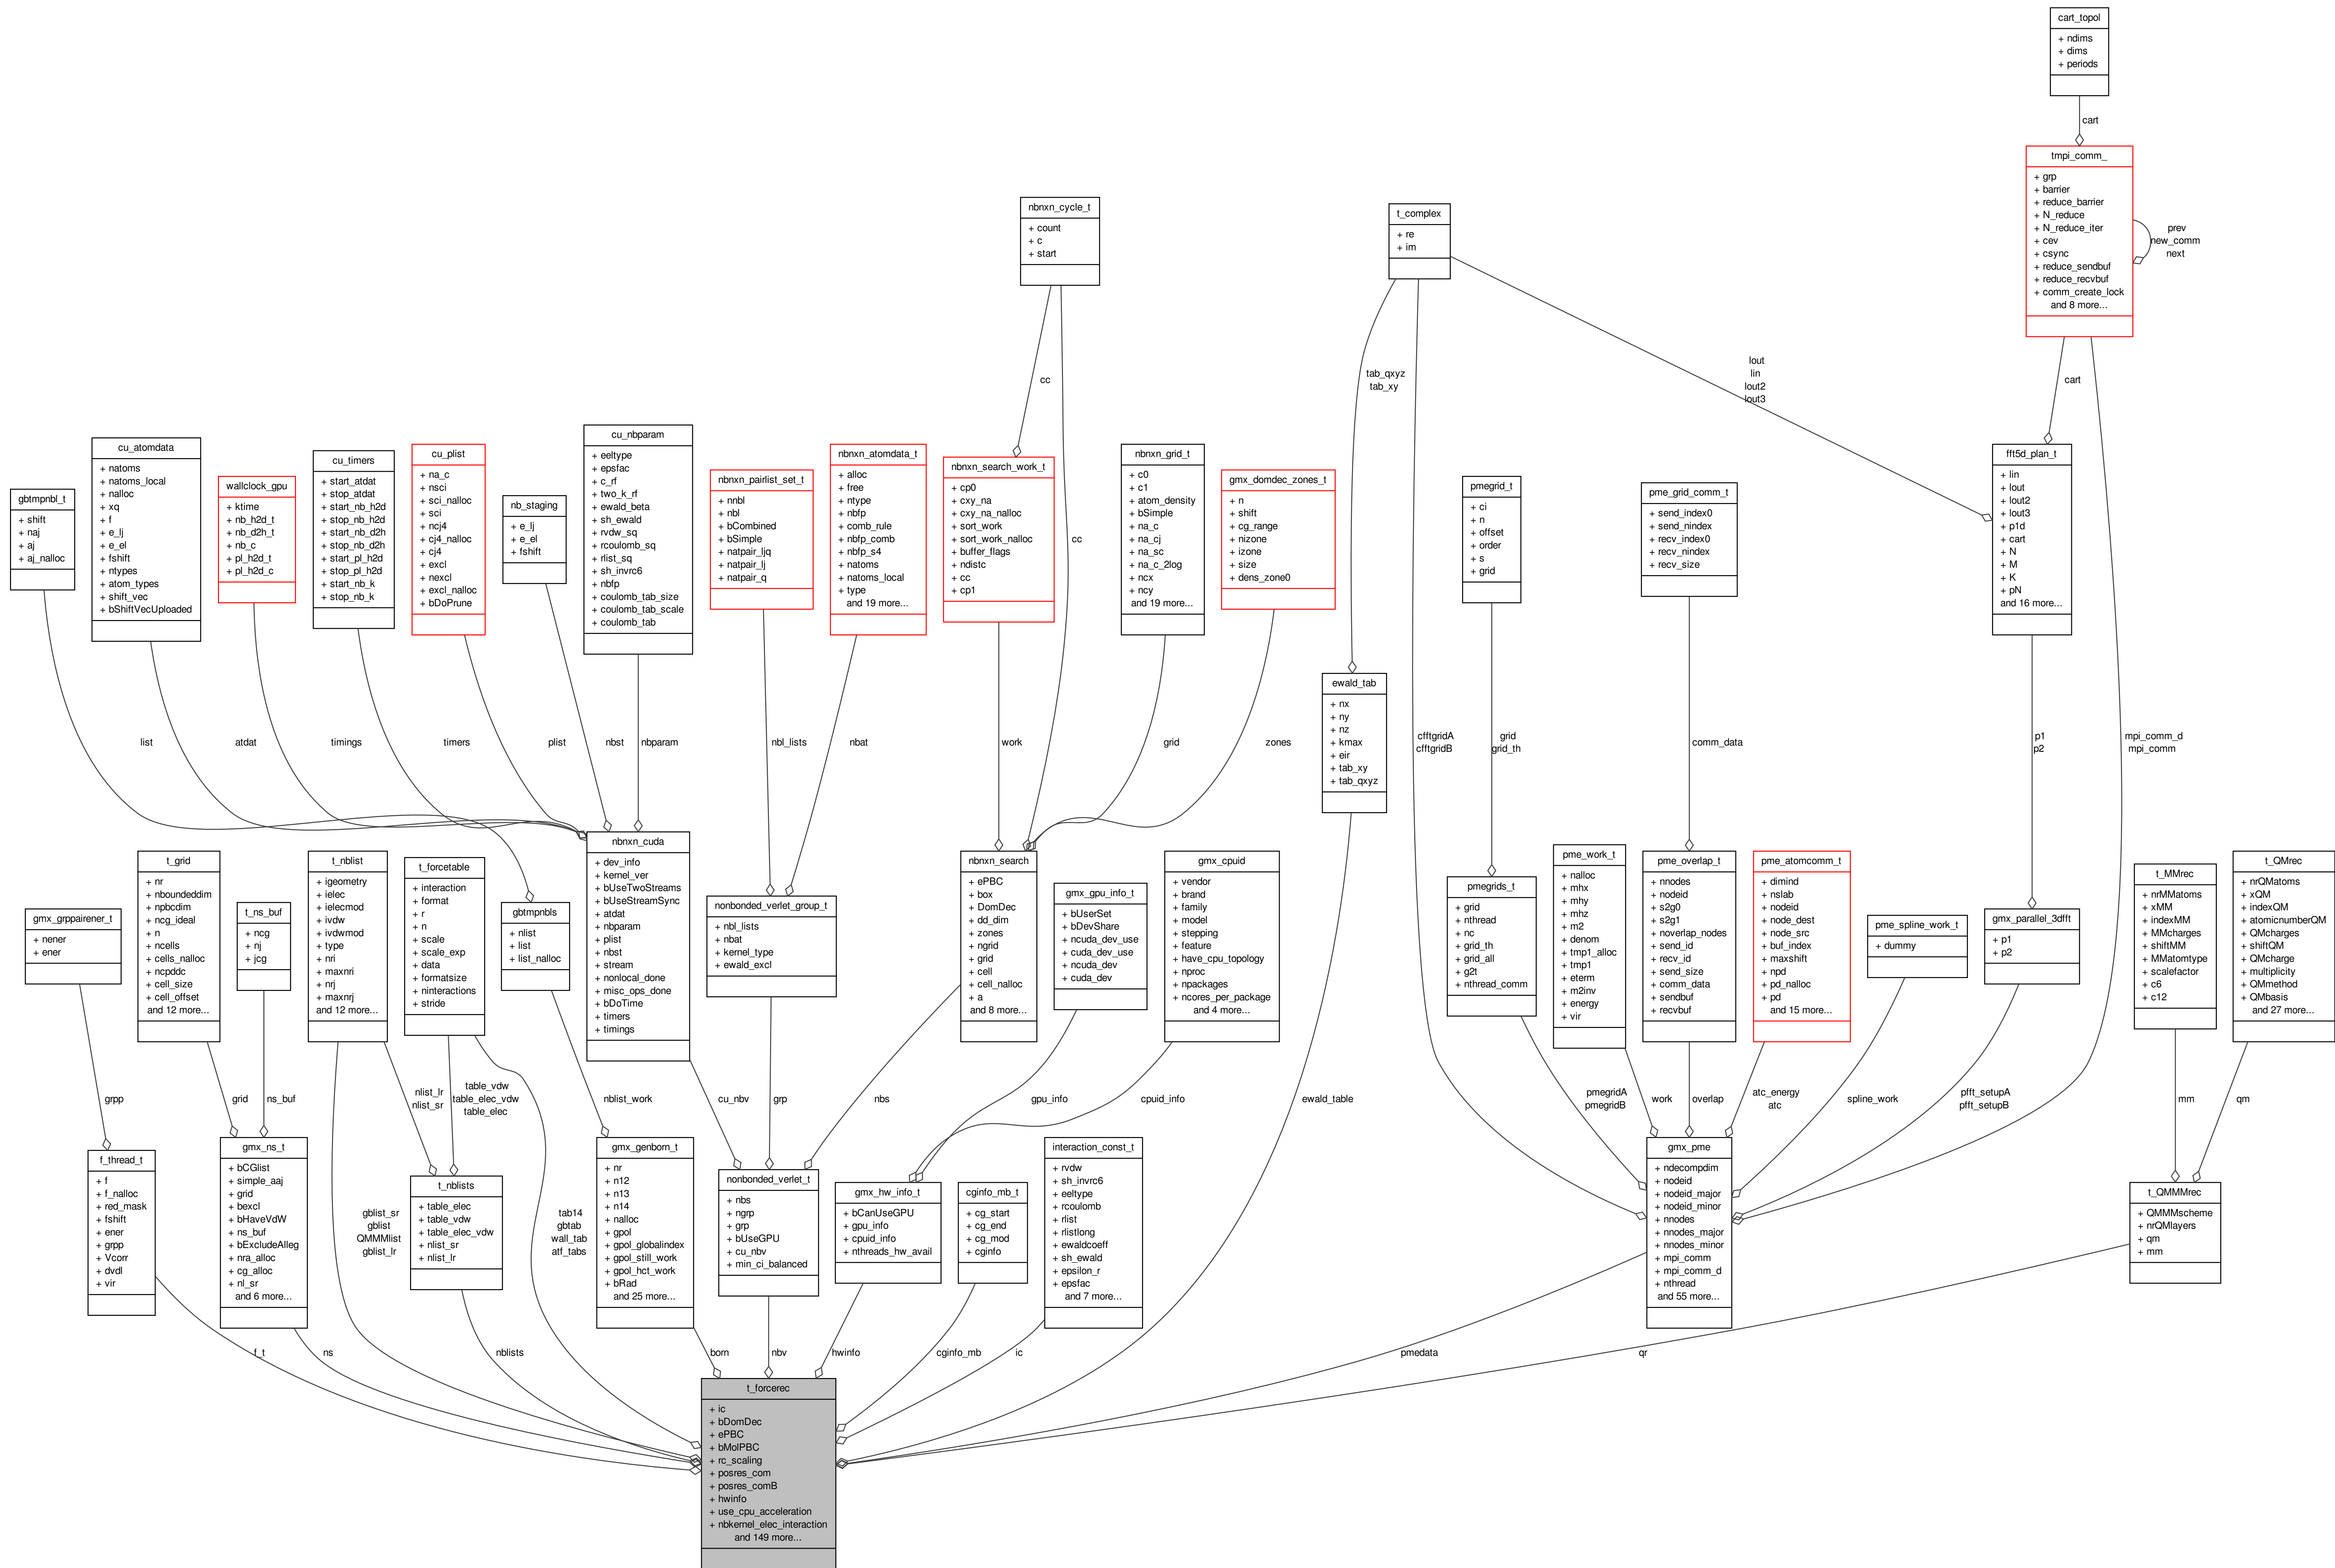 cart_topol
+ ndims
+ dims
+ periods
cart
tmpi_comm_
+ grp
+ barrier
+ reduce_barrier
+ N_reduce
+ N_reduce_iter
+ cev
+ csync
+ reduce_sendbuf
+ reduce_recvbuf
+ comm_create_lock
and 8 more...
prev
new_comm
next
nbnxn_cycle_t
+ count
+ c
+ start
t_complex
+ re
+ im
cc
cc
tab_qxyz
tab_xy
lout
lin
lout2
lout3
cart
gbtmpnbl_t
+ shift
+ naj
+ aj
+ aj_nalloc
cu_atomdata
+ natoms
+ natoms_local
+ nalloc
+ xq
+ f
+ e_lj
+ e_el
+ fshift
+ ntypes
+ atom_types
+ shift_vec
+ bShiftVecUploaded
wallclock_gpu
+ ktime
+ nb_h2d_t
+ nb_d2h_t
+ nb_c
+ pl_h2d_t
+ pl_h2d_c
cu_timers
+ start_atdat
+ stop_atdat
+ start_nb_h2d
+ stop_nb_h2d
+ start_nb_d2h
+ stop_nb_d2h
+ start_pl_h2d
+ stop_pl_h2d
+ start_nb_k
+ stop_nb_k
cu_plist
+ na_c
+ nsci
+ sci_nalloc
+ sci
+ ncj4
+ cj4_nalloc
+ cj4
+ excl
+ nexcl
+ excl_nalloc
+ bDoPrune
nb_staging
+ e_lj
+ e_el
+ fshift
cu_nbparam
+ eeltype
+ epsfac
+ c_rf
+ two_k_rf
+ ewald_beta
+ sh_ewald
+ rvdw_sq
+ rcoulomb_sq
+ rlist_sq
+ sh_invrc6
+ nbfp
+ coulomb_tab_size
+ coulomb_tab_scale
+ coulomb_tab
nbnxn_pairlist_set_t
+ nnbl
+ nbl
+ bCombined
+ bSimple
+ natpair_ljq
+ natpair_lj
+ natpair_q
nbnxn_atomdata_t
+ alloc
+ free
+ ntype
+ nbfp
+ nbfp_comb
+ comb_rule
+ nbfp_s4
+ natoms
+ natoms_local
+ type
and 19 more...
nbnxn_search_work_t
+ cp0
+ cxy_na
+ cxy_na_nalloc
+ sort_work
+ sort_work_nalloc
+ buffer_flags
+ ndistc
+ cc
+ cp1
nbnxn_grid_t
+ c0
+ c1
+ atom_density
+ bSimple
+ na_c
+ na_cj
+ na_sc
+ na_c_2log
+ ncx
+ ncy
and 19 more...
gmx_domdec_zones_t
+ n
+ shift
+ cg_range
+ nizone
+ izone
+ size
+ dens_zone0
pmegrid_t
+ ci
+ n
+ offset
+ order
+ s
+ grid
pme_grid_comm_t
+ send_index0
+ send_nindex
+ recv_index0
+ recv_nindex
+ recv_size
fft5d_plan_t
+ lin
+ lout
+ lout2
+ lout3
+ p1d
+ cart
+ N
+ M
+ K
+ pN
and 16 more...
ewald_tab
+ nx
+ ny
+ nz
+ kmax
+ eir
+ tab_xy
+ tab_qxyz
list
atdat
timings
timers
plist
nbst
nbparam
nbl_lists
nbat
work
grid
zones
cfftgridA
cfftgridB
grid
grid_th
comm_data
p1
p2
mpi_comm_d
mpi_comm
gmx_grppairener_t
+ nener
+ ener
t_grid
+ nr
+ nboundeddim
+ npbcdim
+ ncg_ideal
+ n
+ ncells
+ cells_nalloc
+ ncpddc
+ cell_size
+ cell_offset
and 12 more...
t_ns_buf
+ ncg
+ nj
+ jcg
t_nblist
+ igeometry
+ ielec
+ ielecmod
+ ivdw
+ ivdwmod
+ type
+ nri
+ maxnri
+ nrj
+ maxnrj
and 12 more...
t_forcetable
+ interaction
+ format
+ r
+ n
+ scale
+ scale_exp
+ data
+ formatsize
+ ninteractions
+ stride
gbtmpnbls
+ nlist
+ list
+ list_nalloc
nbnxn_cuda
+ dev_info
+ kernel_ver
+ bUseTwoStreams
+ bUseStreamSync
+ atdat
+ nbparam
+ plist
+ nbst
+ stream
+ nonlocal_done
+ misc_ops_done
+ bDoTime
+ timers
+ timings
nonbonded_verlet_group_t
+ nbl_lists
+ nbat
+ kernel_type
+ ewald_excl
nbnxn_search
+ ePBC
+ box
+ DomDec
+ dd_dim
+ zones
+ ngrid
+ grid
+ cell
+ cell_nalloc
+ a
and 8 more...
gmx_gpu_info_t
+ bUserSet
+ bDevShare
+ ncuda_dev_use
+ cuda_dev_use
+ ncuda_dev
+ cuda_dev
gmx_cpuid
+ vendor
+ brand
+ family
+ model
+ stepping
+ feature
+ have_cpu_topology
+ nproc
+ npackages
+ ncores_per_package
and 4 more...
pmegrids_t
+ grid
+ nthread
+ nc
+ grid_th
+ grid_all
+ g2t
+ nthread_comm
pme_work_t
+ nalloc
+ mhx
+ mhy
+ mhz
+ m2
+ denom
+ tmp1_alloc
+ tmp1
+ eterm
+ m2inv
+ energy
+ vir
pme_overlap_t
+ nnodes
+ nodeid
+ s2g0
+ s2g1
+ noverlap_nodes
+ send_id
+ recv_id
+ send_size
+ comm_data
+ sendbuf
+ recvbuf
pme_atomcomm_t
+ dimind
+ nslab
+ nodeid
+ node_dest
+ node_src
+ buf_index
+ maxshift
+ npd
+ pd_nalloc
+ pd
and 15 more...
pme_spline_work_t
+ dummy
gmx_parallel_3dfft
+ p1
+ p2
t_MMrec
+ nrMMatoms
+ xMM
+ indexMM
+ MMcharges
+ shiftMM
+ MMatomtype
+ scalefactor
+ c6
+ c12
t_QMrec
+ nrQMatoms
+ xQM
+ indexQM
+ atomicnumberQM
+ QMcharges
+ shiftQM
+ QMcharge
+ multiplicity
+ QMmethod
+ QMbasis
and 27 more...
grpp
grid
ns_buf
nlist_lr
nlist_sr
table_vdw
table_elec_vdw
table_elec
nblist_work
cu_nbv
grp
nbs
gpu_info
cpuid_info
ewald_table
pmegridA
pmegridB
work
overlap
atc_energy
atc
spline_work
pfft_setupA
pfft_setupB
mm
qm
f_thread_t
+ f
+ f_nalloc
+ red_mask
+ fshift
+ ener
+ grpp
+ Vcorr
+ dvdl
+ vir
gmx_ns_t
+ bCGlist
+ simple_aaj
+ grid
+ bexcl
+ bHaveVdW
+ ns_buf
+ bExcludeAlleg
+ nra_alloc
+ cg_alloc
+ nl_sr
and 6 more...
gblist_sr
gblist
QMMMlist
gblist_lr
t_nblists
+ table_elec
+ table_vdw
+ table_elec_vdw
+ nlist_sr
+ nlist_lr
tab14
gbtab
wall_tab
atf_tabs
gmx_genborn_t
+ nr
+ n12
+ n13
+ n14
+ nalloc
+ gpol
+ gpol_globalindex
+ gpol_still_work
+ gpol_hct_work
+ bRad
and 25 more...
nonbonded_verlet_t
+ nbs
+ ngrp
+ grp
+ bUseGPU
+ cu_nbv
+ min_ci_balanced
gmx_hw_info_t
+ bCanUseGPU
+ gpu_info
+ cpuid_info
+ nthreads_hw_avail
cginfo_mb_t
+ cg_start
+ cg_end
+ cg_mod
+ cginfo
interaction_const_t
+ rvdw
+ sh_invrc6
+ eeltype
+ rcoulomb
+ rlist
+ rlistlong
+ ewaldcoeff
+ sh_ewald
+ epsilon_r
+ epsfac
and 7 more...
gmx_pme
+ ndecompdim
+ nodeid
+ nodeid_major
+ nodeid_minor
+ nnodes
+ nnodes_major
+ nnodes_minor
+ mpi_comm
+ mpi_comm_d
+ nthread
and 55 more...
t_QMMMrec
+ QMMMscheme
+ nrQMlayers
+ qm
+ mm
f_t
ns
nblists
born
nbv
hwinfo
cginfo_mb
ic
pmedata
qr
t_forcerec
+ ic
+ bDomDec
+ ePBC
+ bMolPBC
+ rc_scaling
+ posres_com
+ posres_comB
+ hwinfo
+ use_cpu_acceleration
+ nbkernel_elec_interaction
and 149 more...